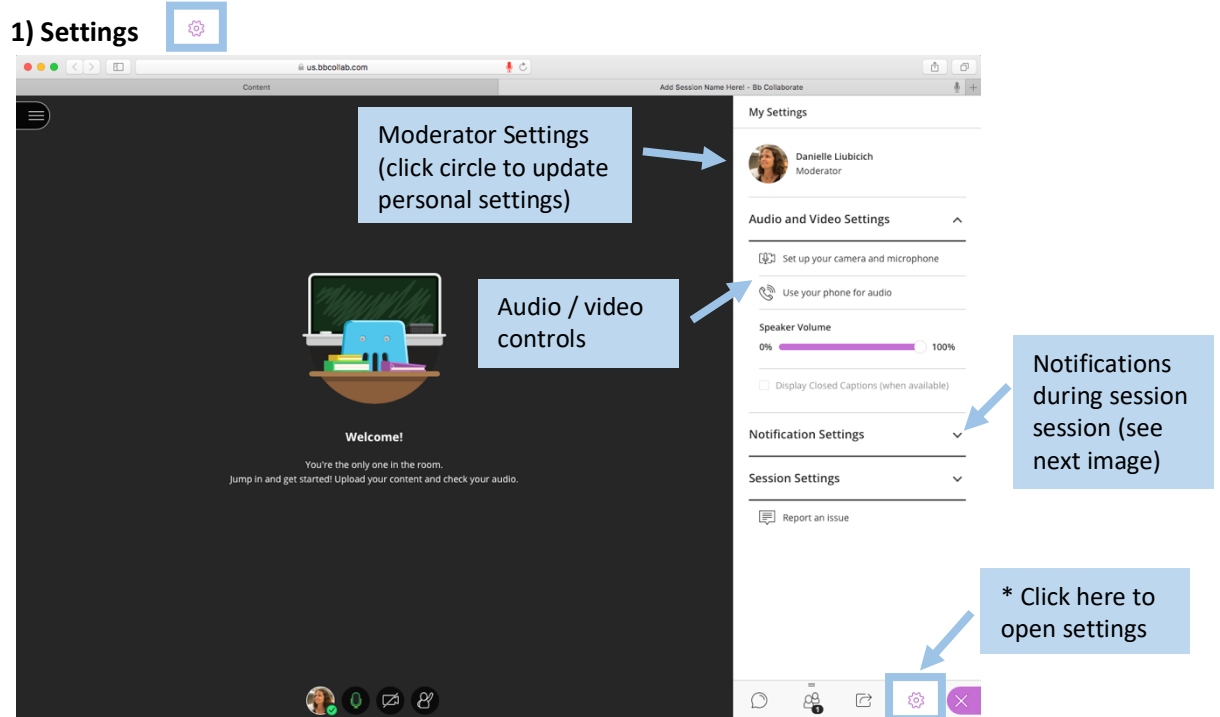 1) Settings
us.bbcollab.com
Content
Add Session Name Here! - Bb Collaborate
My Settings
Moderator Settings
(click circle to update
personal settings)
Danielle Liubicich
Moderator
Audio and Video Settings
Set up your camera and microphone
Use your phone for audio
Audio / video
controls
Speaker Volume
0%
100%
Display Closed Captions (when available)
Notifications
during session
session (see
next image)
Notification Settings
Welcome!
You're the only one in the room.
Jump in and get started! Upload your content and check your audio.
Session Settings
Report an issue
* Click here to
open settings
1